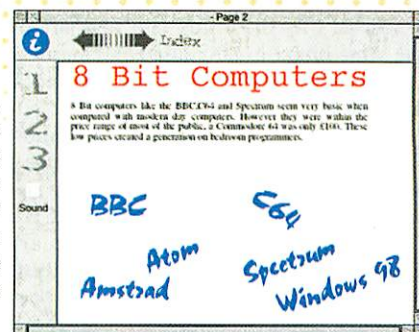 - Page 2
i
Index
1
2
3
Sound
8 Bit Computers
8 Bit computers like the BBC,C64 and Spectrum seem very basic when
compared with modern day computers. However they were within the
price range of most of the public, a Commodore 64 was only £100. These
low prices created a generation on bedroom programmers.
BBC
C64
Atom
Spectrum
Amstrad
Windows 98